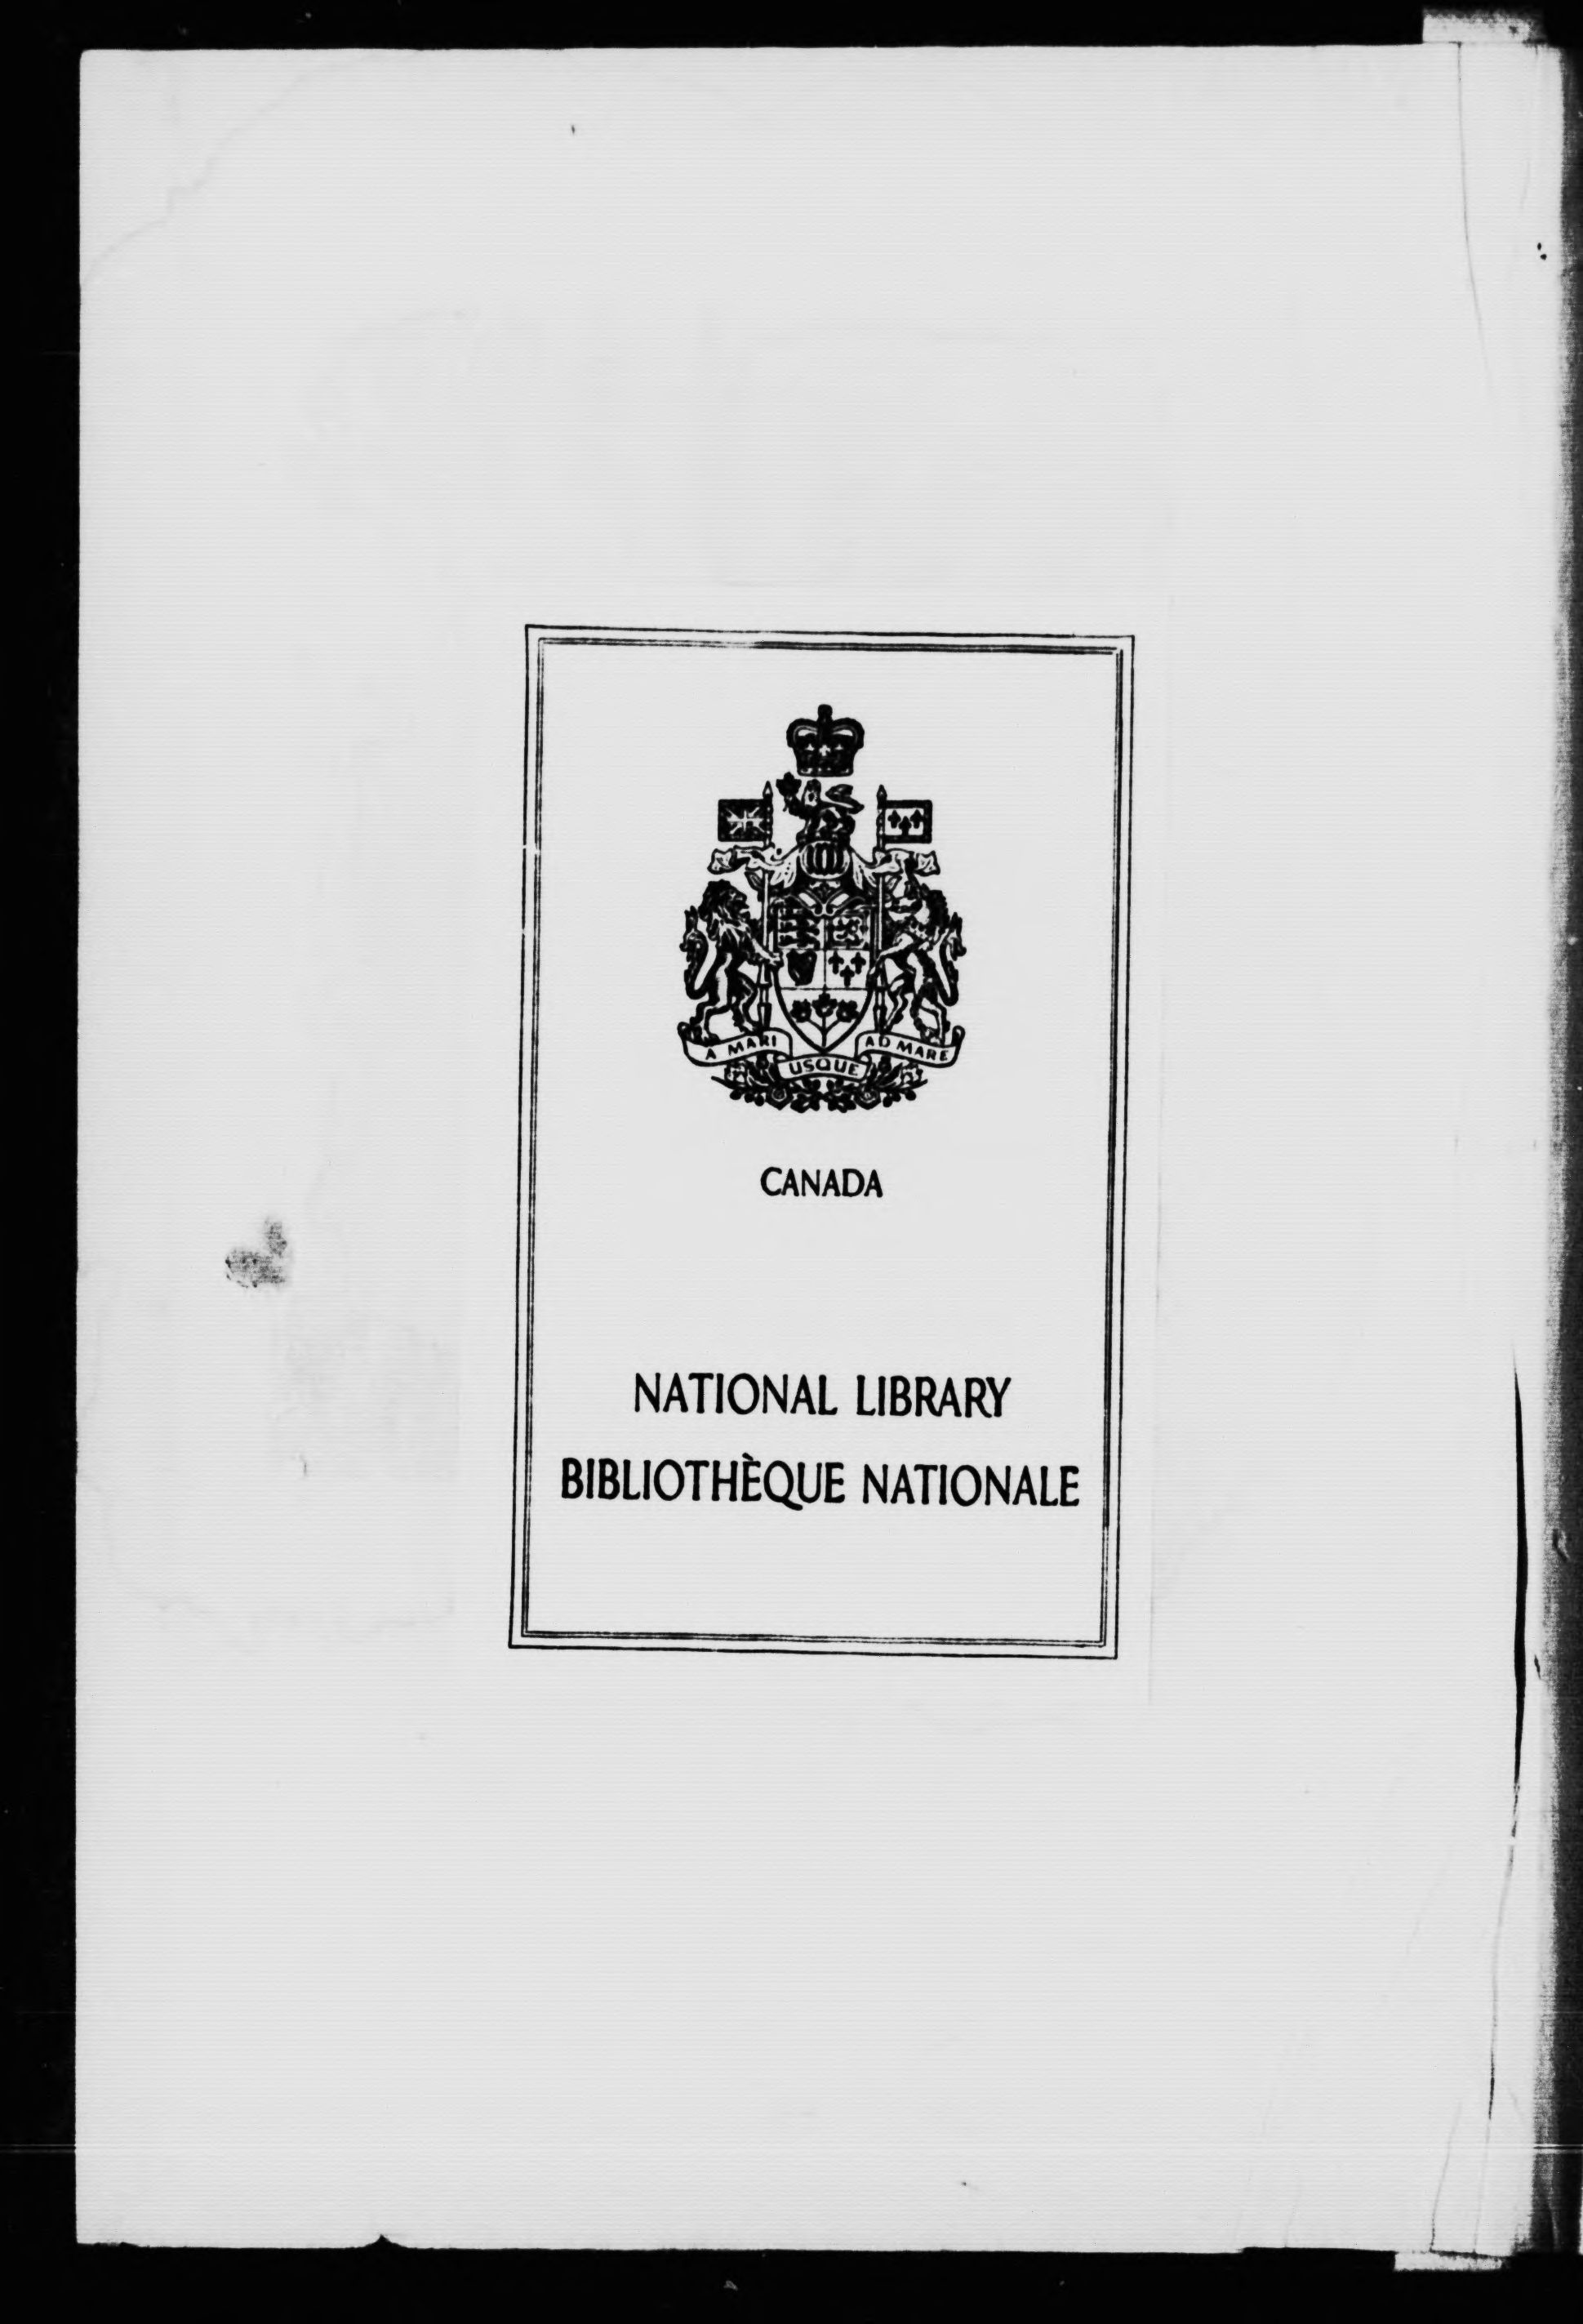 A MARI USQUE AD MARE
CANADA
NATIONAL LIBRARY
BIBLIOTHÈQUE NATIONALE